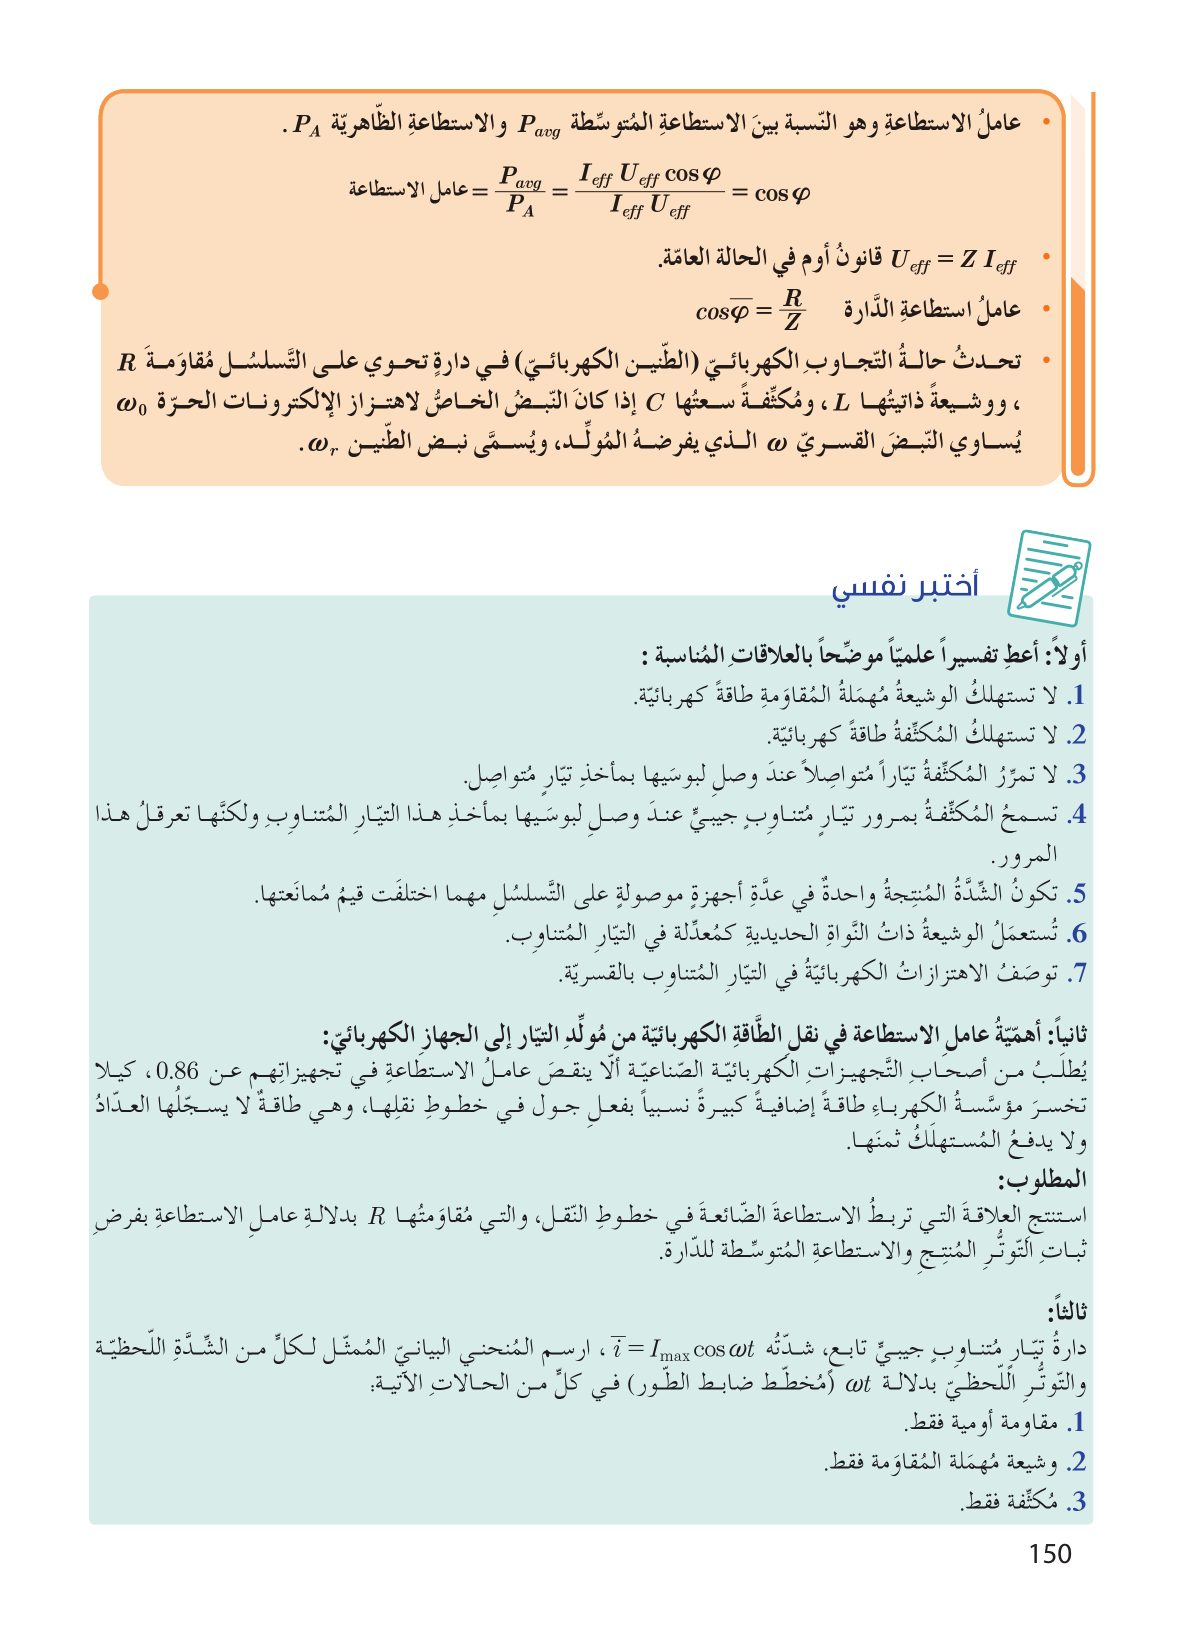 • عاملُ الاستطاعةِ وهو النّسبة بينَ الاستطاعةِ المُتوسِّطة P_avg والاستطاعةِ الظّاهريّة P_A .
عامل الاستطاعة = P_avg / P_A = I_eff U_eff cos φ / I_eff U_eff = cos φ
• U_eff = Z I_eff قانونُ أوم في الحالة العامّة.
• عاملُ استطاعةِ الدَّارة cos φ̅ = R / Z
• تحدثُ حالةُ التّجاوبِ الكهربائيّ (الطّنين الكهربائيّ) في دارةٍ تحوي على التَّسلسُل مُقاوَمةَ R
، ووشيعةً ذاتيتُها L ، ومُكثِّفةً سعتُها C إذا كانَ النّبضُ الخاصُّ لاهتزاز الإلكترونات الحرّة ω₀
يُساوي النّبضَ القسريّ ω الذي يفرضهُ المُولِّد، ويُسمَّى نبض الطّنين ω_r .
أختبر نفسي
أولاً: أعطِ تفسيراً علميّاً موضِّحاً بالعلاقاتِ المُناسبة :
1. لا تستهلكُ الوشيعةُ مُهمَلةُ المُقاوَمةِ طاقةً كهربائيّة.
2. لا تستهلكُ المُكثِّفةُ طاقةً كهربائيّة.
3. لا تمرِّرُ المُكثِّفةُ تيّاراً مُتواصِلاً عندَ وصلِ لبوسَيها بمأخذِ تيّارٍ مُتواصِل.
4. تسمحُ المُكثِّفةُ بمرور تيّارٍ مُتناوِبٍ جيبيٍّ عندَ وصلِ لبوسَيها بمأخذِ هذا التيّارِ المُتناوِبِ ولكنَّها تعرقلُ هذا
المرور.
5. تكونُ الشِّدَّةُ المُنتِجةُ واحدةٌ في عدَّةِ أجهزةٍ موصولةٍ على التَّسلسُلِ مهما اختلفَت قيمُ مُمانَعتها.
6. تُستعمَلُ الوشيعةُ ذاتُ النَّواةِ الحديديةِ كمُعدِّلة في التيّارِ المُتناوِب.
7. توصَفُ الاهتزازاتُ الكهربائيّةُ في التيّارِ المُتناوِب بالقسريّة.
ثانياً: أهمّيّةُ عاملِ الاستطاعة في نقلِ الطَّاقةِ الكهربائيّة من مُولِّدِ التيّار إلى الجهازِ الكهربائيّ:
يُطلَبُ من أصحابِ التَّجهيزاتِ الكهربائيّة الصّناعيّة ألّا ينقصَ عاملُ الاستطاعةِ في تجهيزاتِهم عن 0.86، كيلا
تخسرَ مؤسَّسةُ الكهرباءِ طاقةً إضافيةً كبيرةً نسبياً بفعلِ جول في خطوطِ نقلِها، وهي طاقةٌ لا يسجّلُها العدّادُ
ولا يدفعُ المُستهلَكُ ثمنَها.
المطلوب:
استنتجِ العلاقةَ التي تربطُ الاستطاعةَ الضّائعةَ في خطوطِ النّقل، والتي مُقاوَمتُها R بدلالةِ عاملِ الاستطاعةِ بفرضِ
ثباتِ التّوتُّرِ المُنتِجِ والاستطاعةِ المُتوسِّطة للدّارة.
ثالثاً:
دارةُ تيّارٍ مُتناوِبٍ جيبيٍّ تابع، شدّتُه i̅ = I_max cos ωt ، ارسم المُنحني البيانيّ المُمثّل لكلٍّ من الشِّدَّةِ اللّحظيّة
والتّوتُّرِ اللّحظيّ بدلالة ωt (مُخطّط ضابط الطّور) في كلٍّ من الحالاتِ الآتية:
1. مقاومة أومية فقط.
2. وشيعة مُهمَلة المُقاوَمة فقط.
3. مُكثِّفة فقط.
150